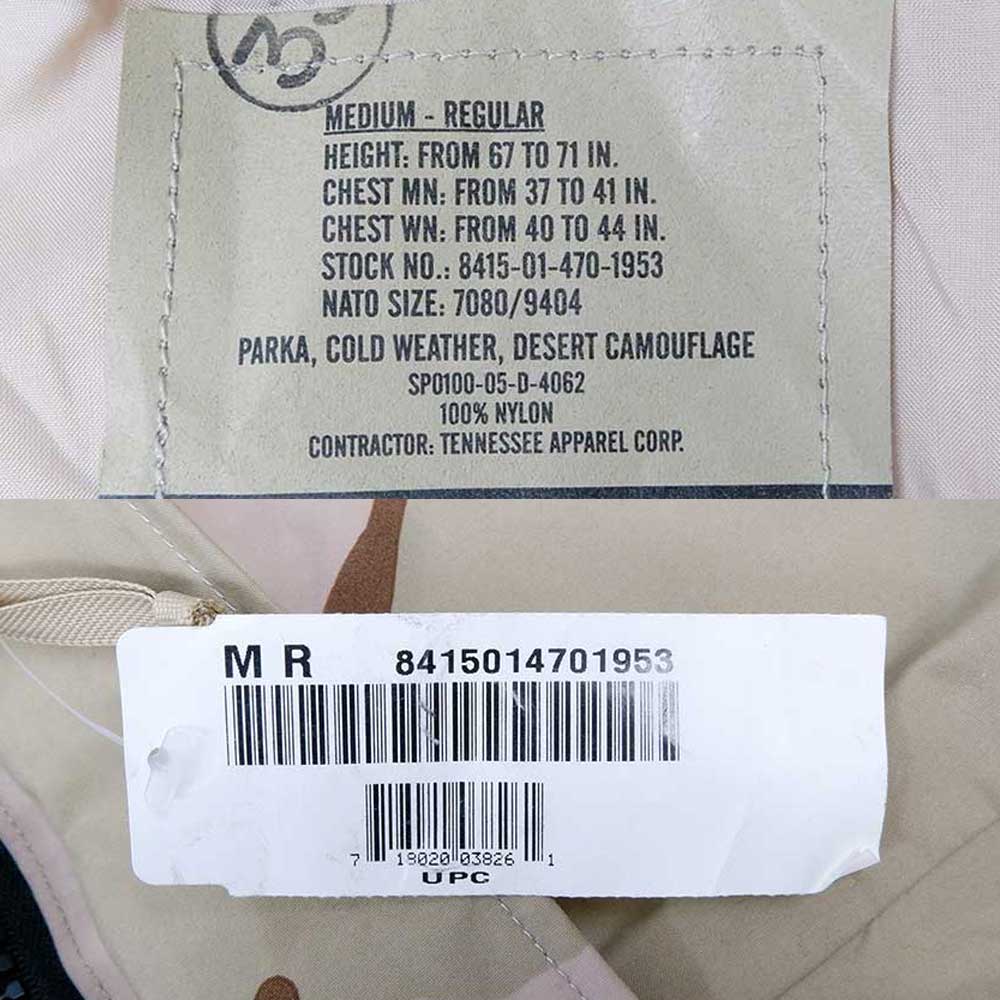 MEDIUM - REGULAR
HEIGHT: FROM 67 TO 71 IN.
CHEST MN: FROM 37 TO 41 IN.
CHEST WN: FROM 40 TO 44 IN.
STOCK NO.: 8415-01-470-1953
NATO SIZE: 7080/9404
PARKA, COLD WEATHER, DESERT CAMOUFLAGE
SP0100-05-D-4062
100% NYLON
CONTRACTOR: TENNESSEE APPAREL CORP.
M R 8415014701953
7 18020 03826 1
UPC